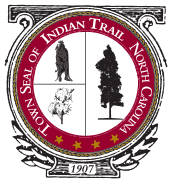 TOWN SEAL OF INDIAN TRAIL NORTH CAROLINA
1907